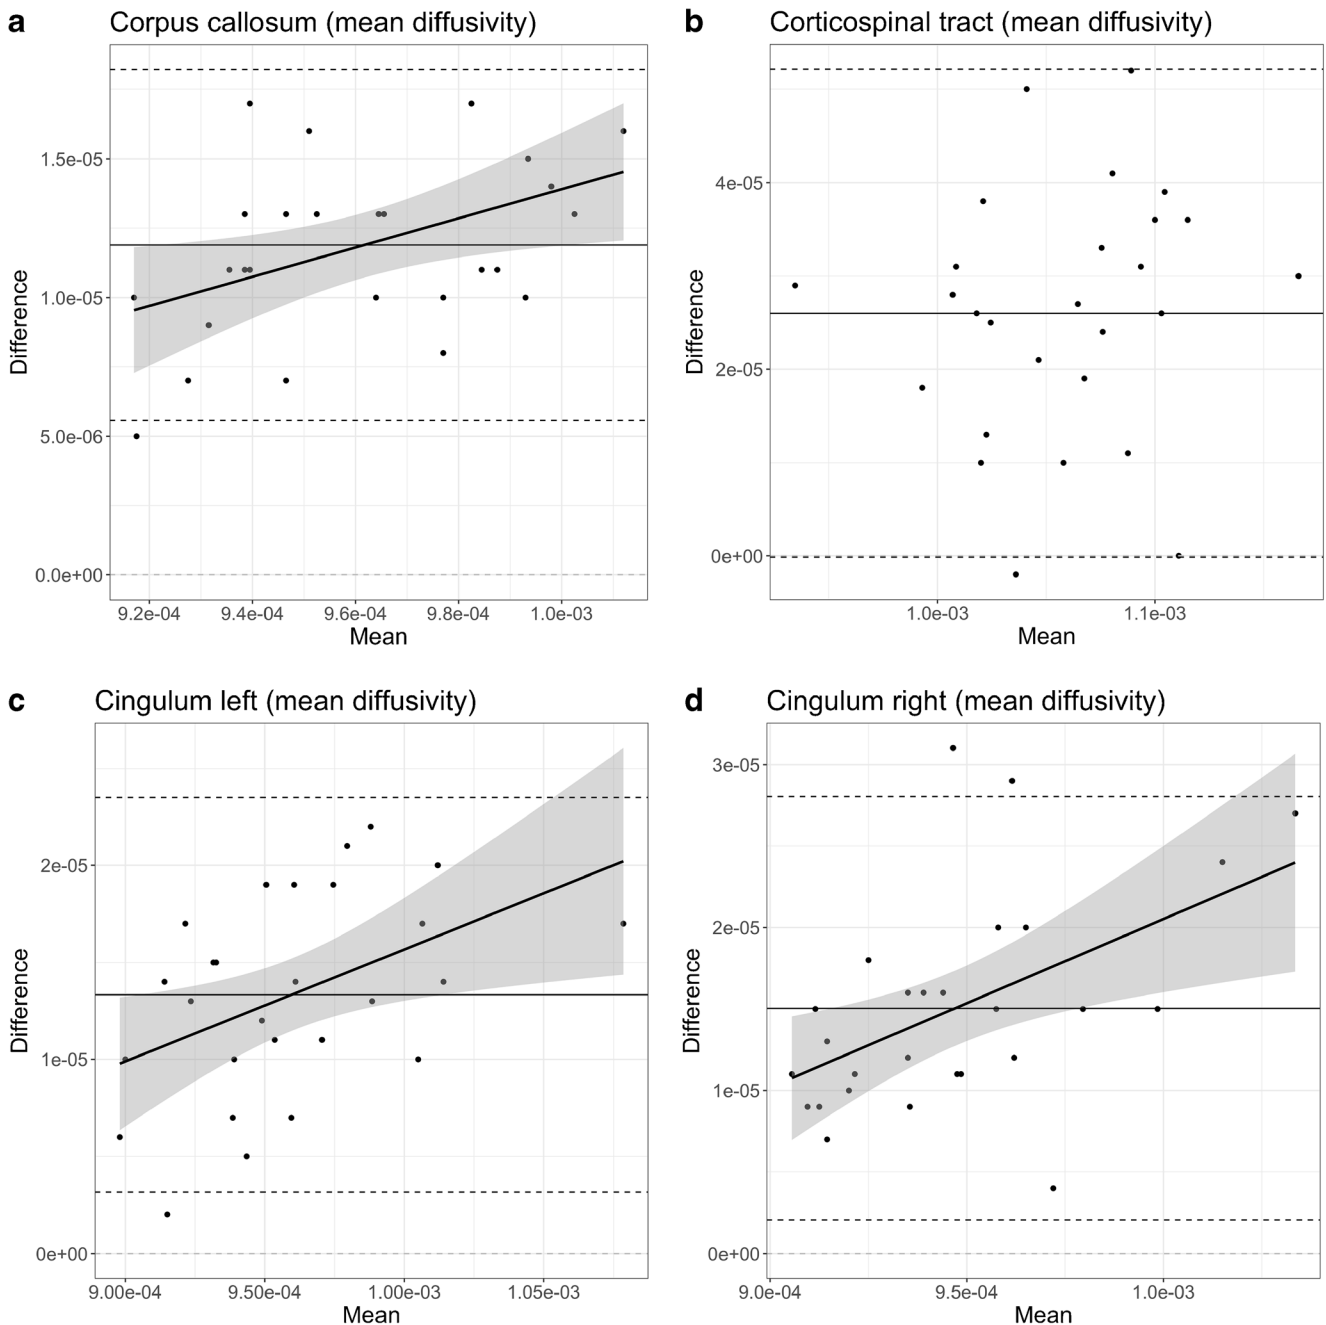 a Corpus callosum (mean diffusivity)
Difference
1.5e-05
1.0e-05
5.0e-06
0.0e+00
9.2e-04 9.4e-04 9.6e-04 9.8e-04 1.0e-03
Mean
b Corticospinal tract (mean diffusivity)
Difference
4e-05
2e-05
0e+00
1.0e-03 1.1e-03
Mean
c Cingulum left (mean diffusivity)
Difference
2e-05
1e-05
0e+00
9.00e-04 9.50e-04 1.00e-03 1.05e-03
Mean
d Cingulum right (mean diffusivity)
Difference
3e-05
2e-05
1e-05
0e+00
9.0e-04 9.5e-04 1.0e-03
Mean